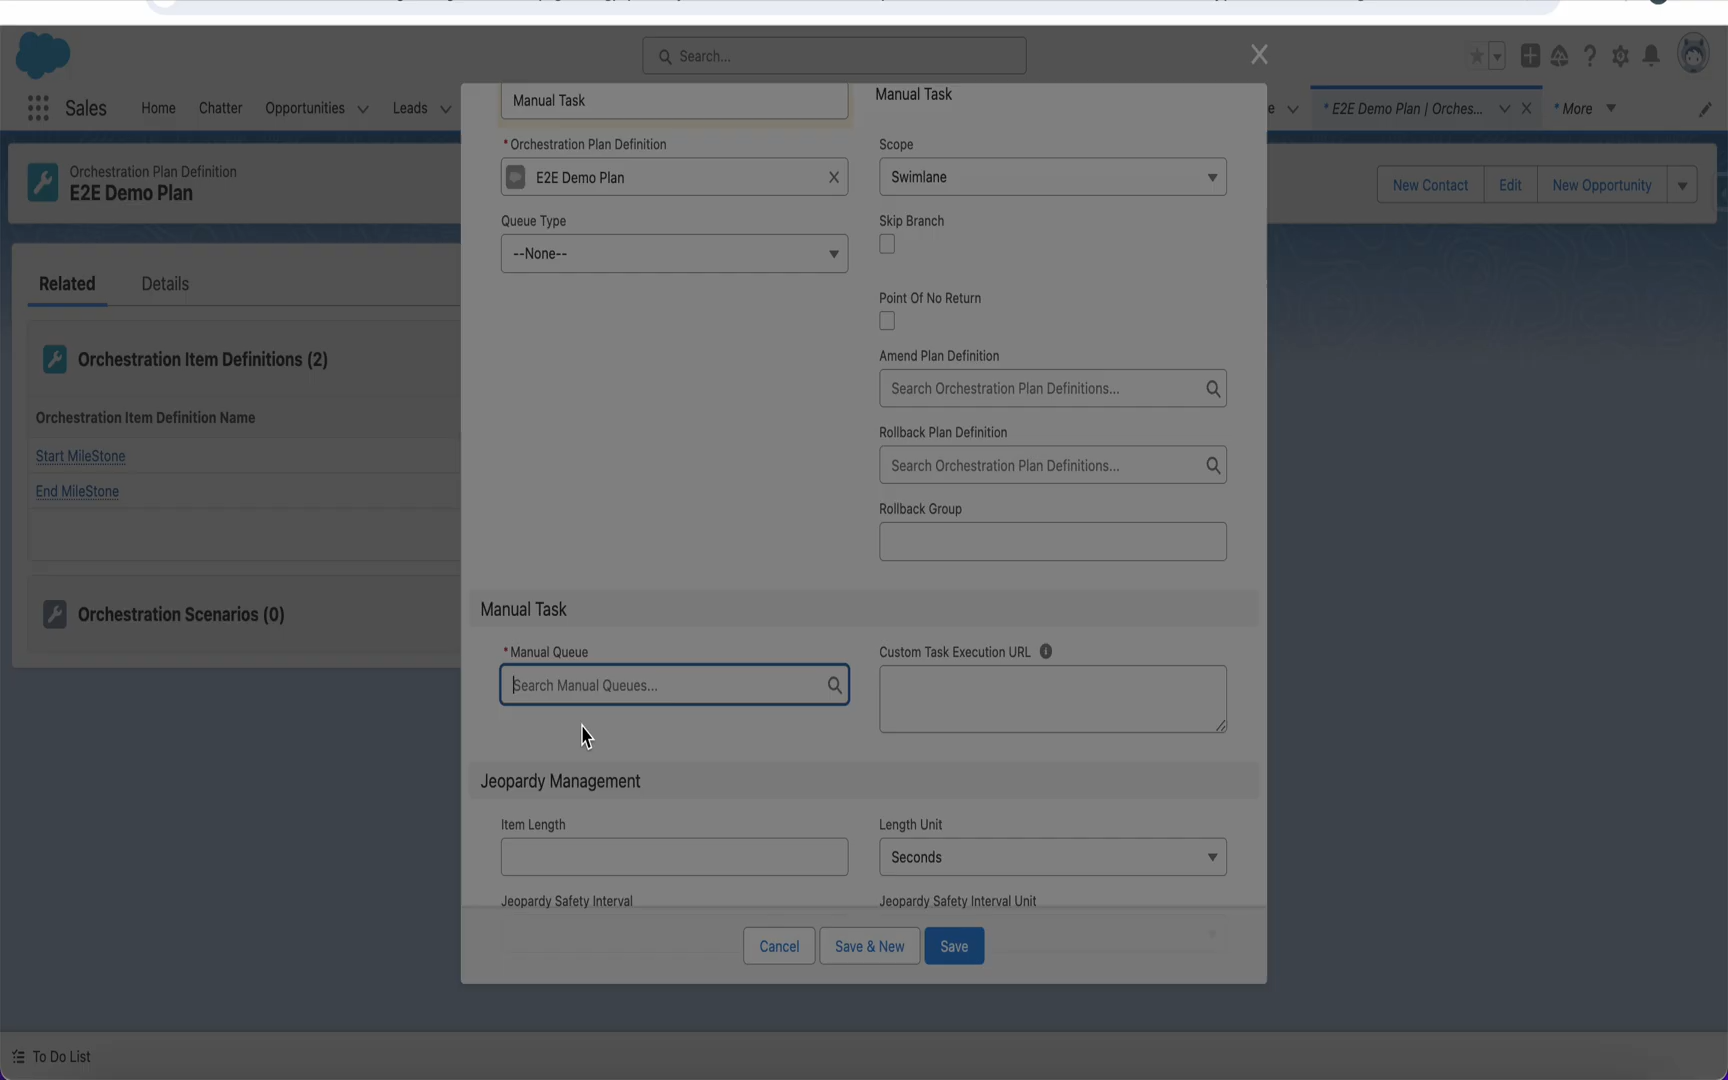 Search...
Sales
Home
Chatter
Opportunities
Leads
e
* E2E Demo Plan | Orches...
* More
Orchestration Plan Definition
E2E Demo Plan
New Contact
Edit
New Opportunity
Related
Details
Orchestration Item Definitions (2)
Orchestration Item Definition Name
Start MileStone
End MileStone
Orchestration Scenarios (0)
Manual Task
Manual Task
* Orchestration Plan Definition
E2E Demo Plan
Scope
Swimlane
Queue Type
--None--
Skip Branch
Point Of No Return
Amend Plan Definition
Search Orchestration Plan Definitions...
Rollback Plan Definition
Search Orchestration Plan Definitions...
Rollback Group
Manual Task
* Manual Queue
Search Manual Queues...
Custom Task Execution URL
Jeopardy Management
Item Length
Length Unit
Seconds
Jeopardy Safety Interval
Jeopardy Safety Interval Unit
Cancel
Save & New
Save
To Do List